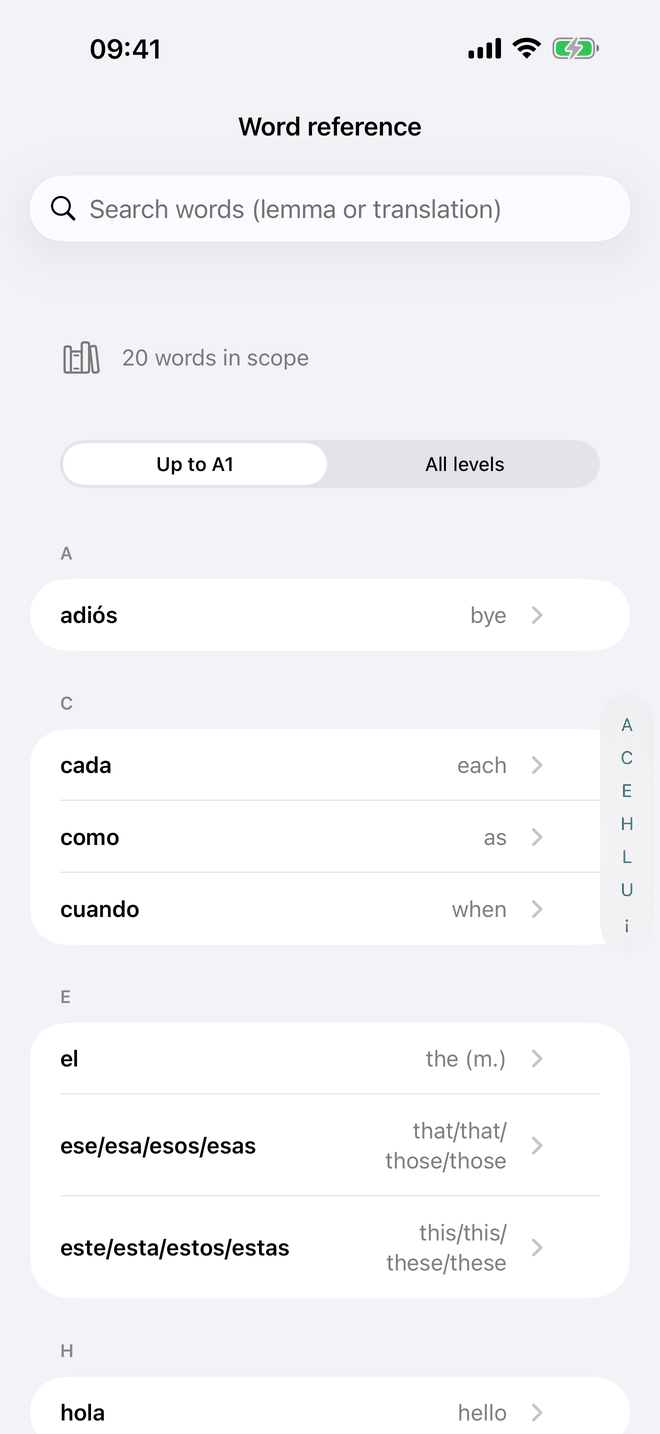 09:41
Word reference
Search words (lemma or translation)
20 words in scope
Up to A1
All levels
A
adiós
bye
C
cada
each
como
as
cuando
when
A
C
E
H
L
U
¡
E
el
the (m.)
ese/esa/esos/esas
that/that/
those/those
este/esta/estos/estas
this/this/
these/these
H
hola
hello